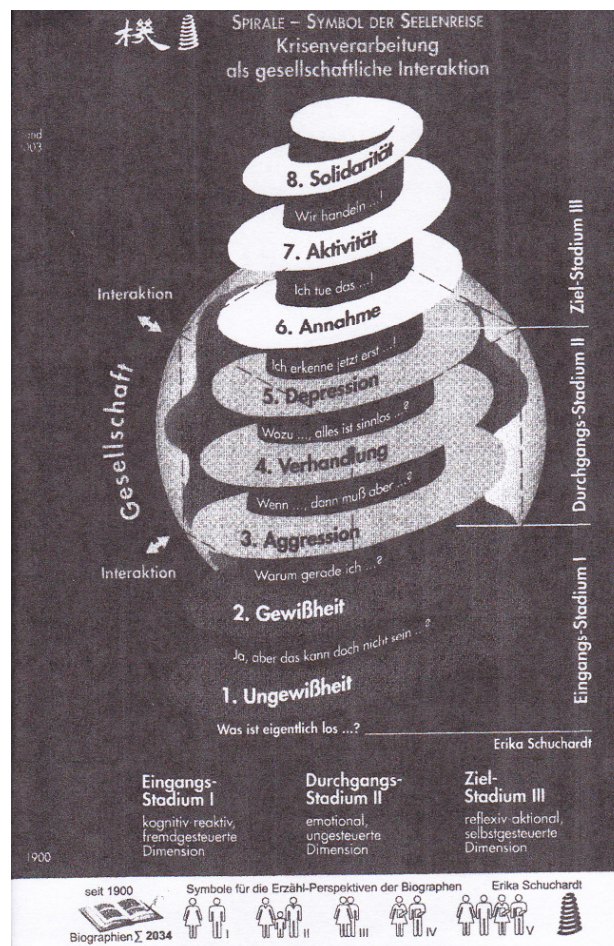 SPIRALE – SYMBOL DER SEELENREISE
Krisenverarbeitung
als gesellschaftliche Interaktion
8. Solidarität
Wir handeln ...!
7. Aktivität
Ich tue das ...!
6. Annahme
Ich erkenne jetzt erst ...!
5. Depression
Wozu ..., alles ist sinnlos ...?
4. Verhandlung
Wenn ..., dann muß aber ...?
3. Aggression
Warum gerade ich ...?
2. Gewißheit
Ja, aber das kann doch nicht sein ...?
1. Ungewißheit
Was ist eigentlich los ...?
Interaktion
Gesellschaft
Interaktion
Ziel-Stadium III
Durchgangs-Stadium II
Eingangs-Stadium I
Erika Schuchardt
Eingangs-
Stadium I
kognitiv-reaktiv,
fremdgesteuerte
Dimension
Durchgangs-
Stadium II
emotional,
ungesteuerte
Dimension
Ziel-
Stadium III
reflexiv-aktional,
selbstgesteuerte
Dimension
1900
seit 1900
Biographien ∑ 2034
Symbole für die Erzähl-Perspektiven der Biographen
Erika Schuchardt
I
II
III
IV
V